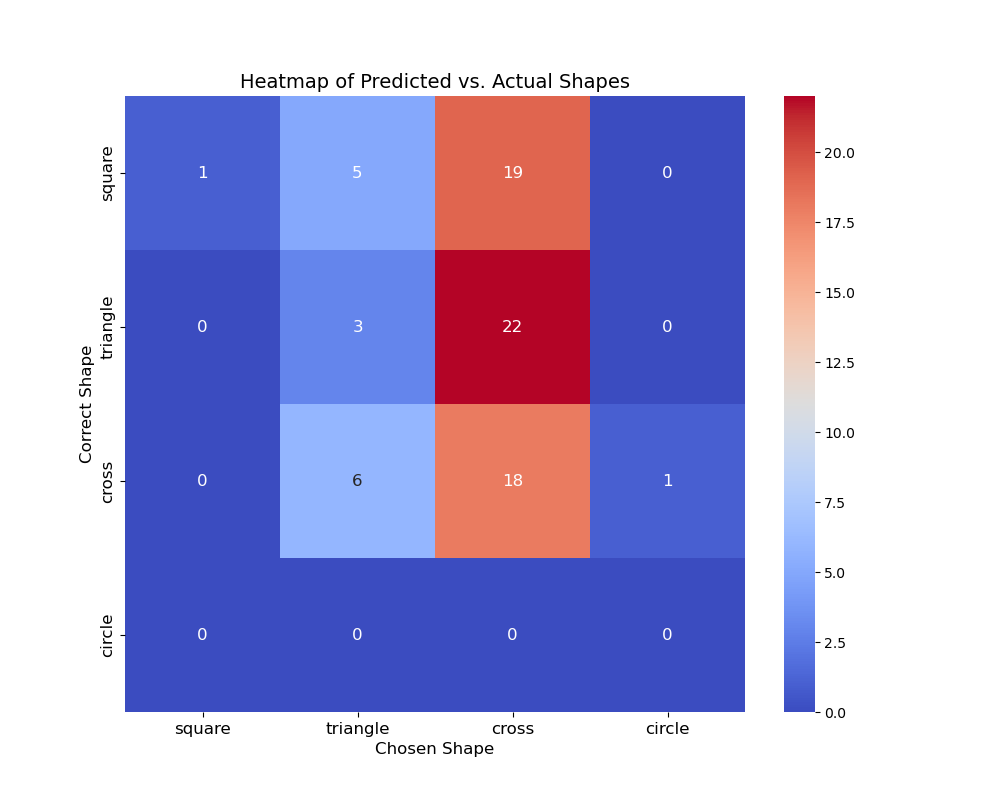 Heatmap of Predicted vs. Actual Shapes
Correct Shape
square
1 5 19 0
triangle
0 3 22 0
cross
0 6 18 1
circle
0 0 0 0
square triangle cross circle
Chosen Shape
20.0
17.5
15.0
12.5
10.0
7.5
5.0
2.5
0.0